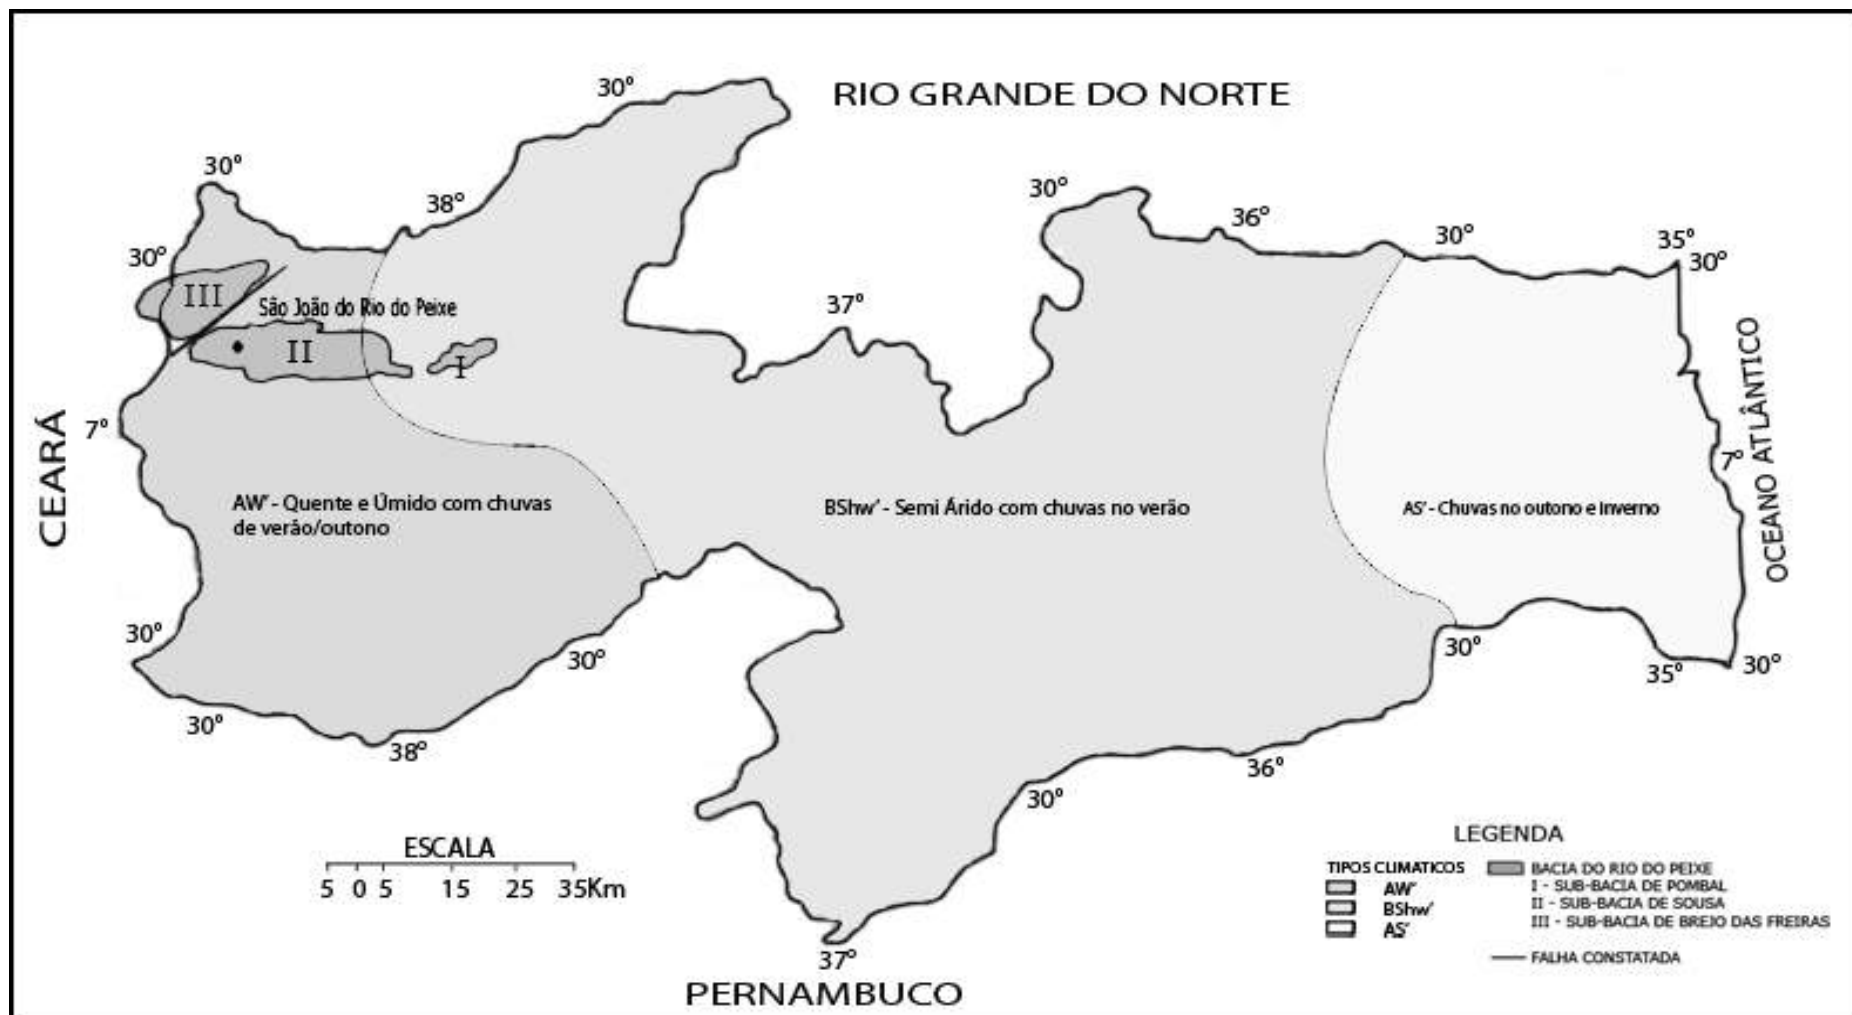 30°
RIO GRANDE DO NORTE
30°
38°
30°
36°
30°
35°
30°
30°
III
São João do Rio do Peixe
37°
II
I
OCEANO ATLÂNTICO
CEARÁ
7°
7°
AW' - Quente e Úmido com chuvas
de verão/outono
BShw' - Semi Árido com chuvas no verão
AS' - Chuvas no outono e Inverno
30°
30°
30°
35°
30°
30°
38°
36°
30°
ESCALA
5 0 5 15 25 35Km
37°
PERNAMBUCO
LEGENDA
TIPOS CLIMATICOS
AW'
BShw'
AS'
BACIA DO RIO DO PEIXE
I - SUB-BACIA DE POMBAL
II - SUB-BACIA DE SOUSA
III - SUB-BACIA DE BREJO DAS FREIRAS
FALHA CONSTATADA